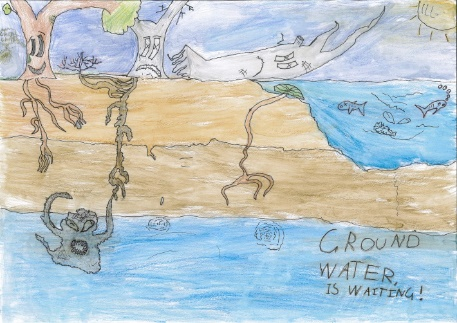 GROUND
WATER,
IS WAITING!